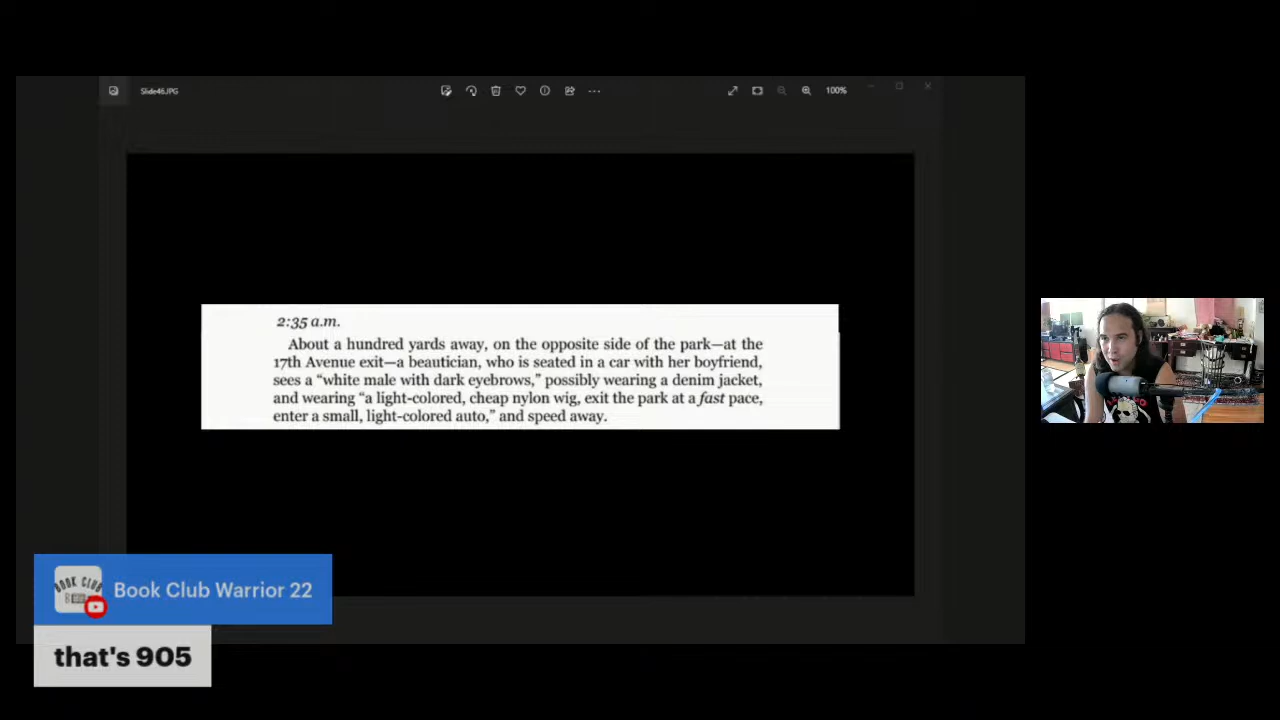 Slide46.JPG
100%
2:35 a.m.
About a hundred yards away, on the opposite side of the park—at the
17th Avenue exit—a beautician, who is seated in a car with her boyfriend,
sees a “white male with dark eyebrows,” possibly wearing a denim jacket,
and wearing “a light-colored, cheap nylon wig, exit the park at a fast pace,
enter a small, light-colored auto,” and speed away.
BOOK CLUB
Book Club Warrior 22
that's 905